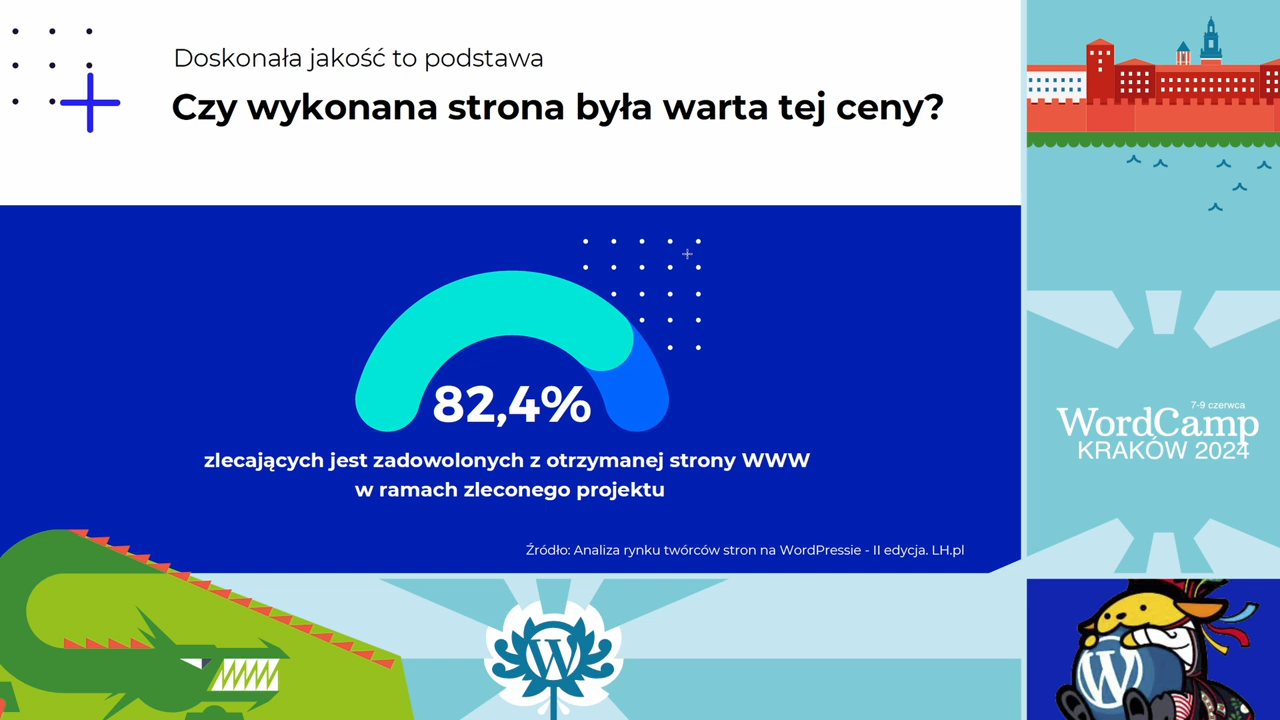 Doskonała jakość to podstawa
Czy wykonana strona była warta tej ceny?
82,4%
zlecających jest zadowolonych z otrzymanej strony WWW
w ramach zleconego projektu
Źródło: Analiza rynku twórców stron na WordPressie - II edycja. LH.pl
7-9 czerwca
WordCamp
KRAKÓW 2024
W
W